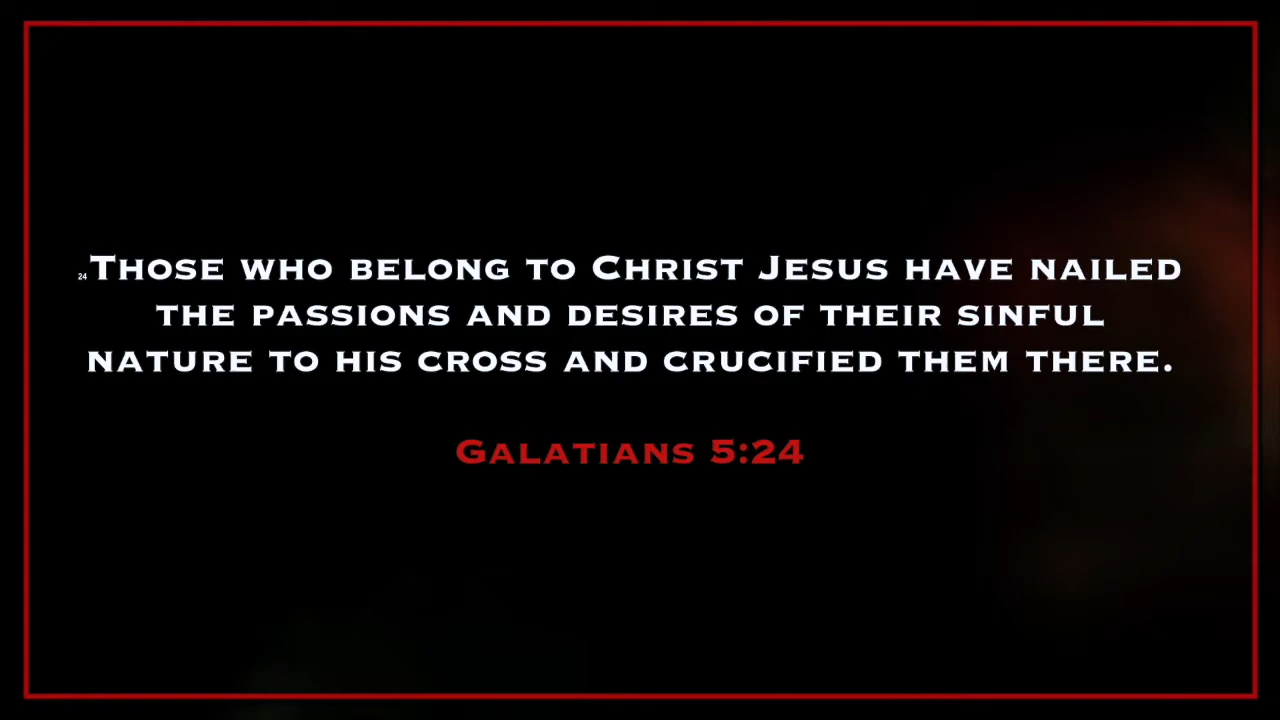 24Those who belong to Christ Jesus have nailed
the passions and desires of their sinful
nature to his cross and crucified them there.
Galatians 5:24